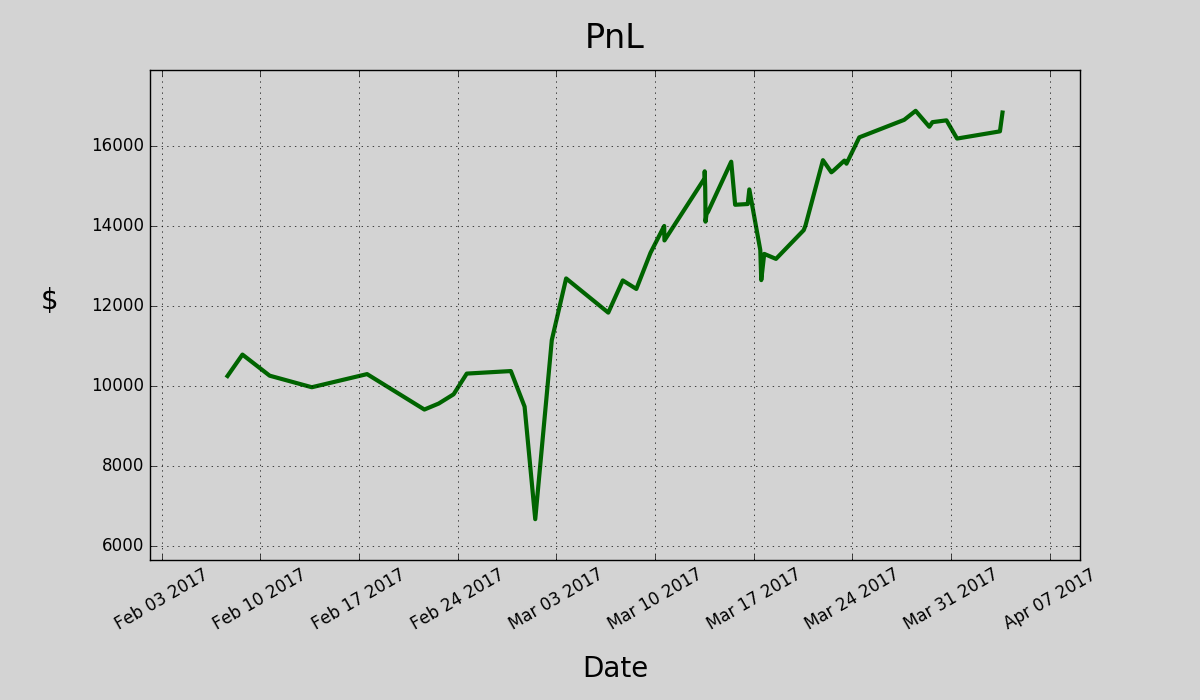 PnL
$
16000
14000
12000
10000
8000
6000
Feb 03 2017
Feb 10 2017
Feb 17 2017
Feb 24 2017
Mar 03 2017
Mar 10 2017
Mar 17 2017
Mar 24 2017
Mar 31 2017
Apr 07 2017
Date